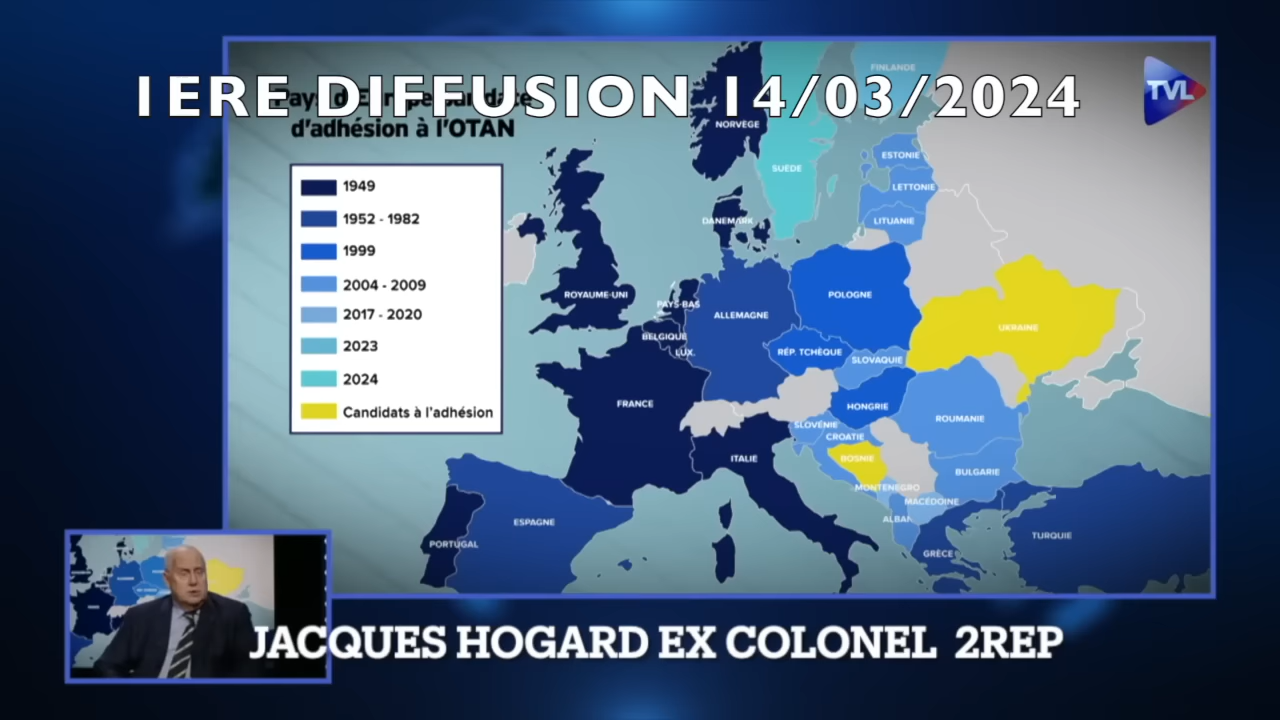 1ERE DIFFUSION 14/03/2024
d'adhésion à l'OTAN
TVL
1949
1952 - 1982
1999
2004 - 2009
2017 - 2020
2023
2024
Candidats à l'adhésion
FINLANDE
NORVÈGE
ESTONIE
SUÈDE
LETTONIE
DANEMARK
LITUANIE
ROYAUME-UNI
PAYS-BAS
POLOGNE
ALLEMAGNE
UKRAINE
BELGIQUE
LUX.
RÉP. TCHÈQUE
SLOVAQUIE
FRANCE
HONGRIE
ROUMANIE
SLOVÉNIE
CROATIE
ITALIE
BOSNIE
BULGARIE
MONTENEGRO
MACÉDOINE
ALBA
ESPAGNE
TURQUIE
PORTUGAL
GRÈCE
JACQUES HOGARD EX COLONEL 2REP